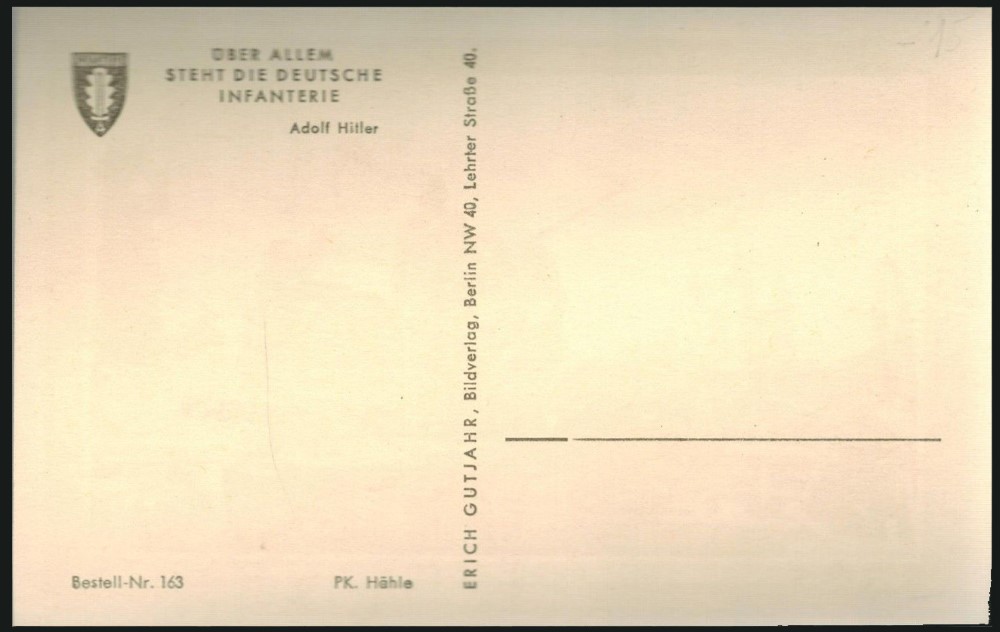 ÜBER ALLEM
STEHT DIE DEUTSCHE
INFANTERIE
Adolf Hitler
ERICH GUTJAHR, Bildverlag, Berlin NW 40, Lehrter Straße 40.
Bestell-Nr. 163
PK. Hähle